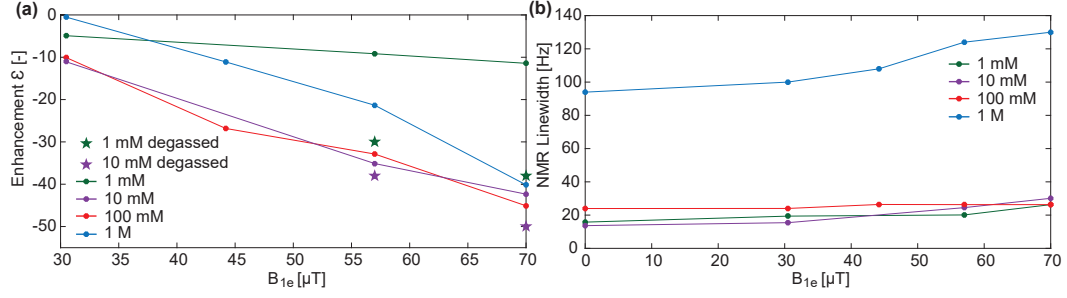 (a)
0
-10
-20
-30
-40
-50
Enhancement ε [-]
1 mM degassed
10 mM degassed
1 mM
10 mM
100 mM
1 M
30 35 40 45 50 55 60 65 70
B1e [µT]
(b)
140
120
100
80
60
40
20
0
NMR Linewidth [Hz]
1 mM
10 mM
100 mM
1 M
0 10 20 30 40 50 60 70
B1e [µT]